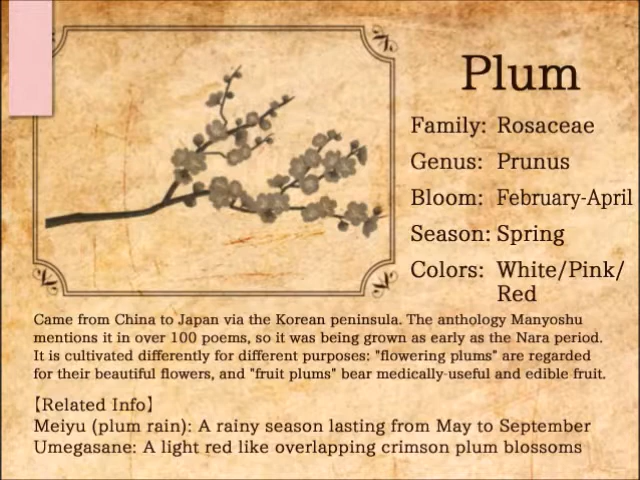 Plum
Family: Rosaceae
Genus: Prunus
Bloom: February-April
Season: Spring
Colors: White/Pink/
Red
Came from China to Japan via the Korean peninsula. The anthology Manyoshu
mentions it in over 100 poems, so it was being grown as early as the Nara period.
It is cultivated differently for different purposes: "flowering plums" are regarded
for their beautiful flowers, and "fruit plums" bear medically-useful and edible fruit.
【Related Info】
Meiyu (plum rain): A rainy season lasting from May to September
Umegasane: A light red like overlapping crimson plum blossoms